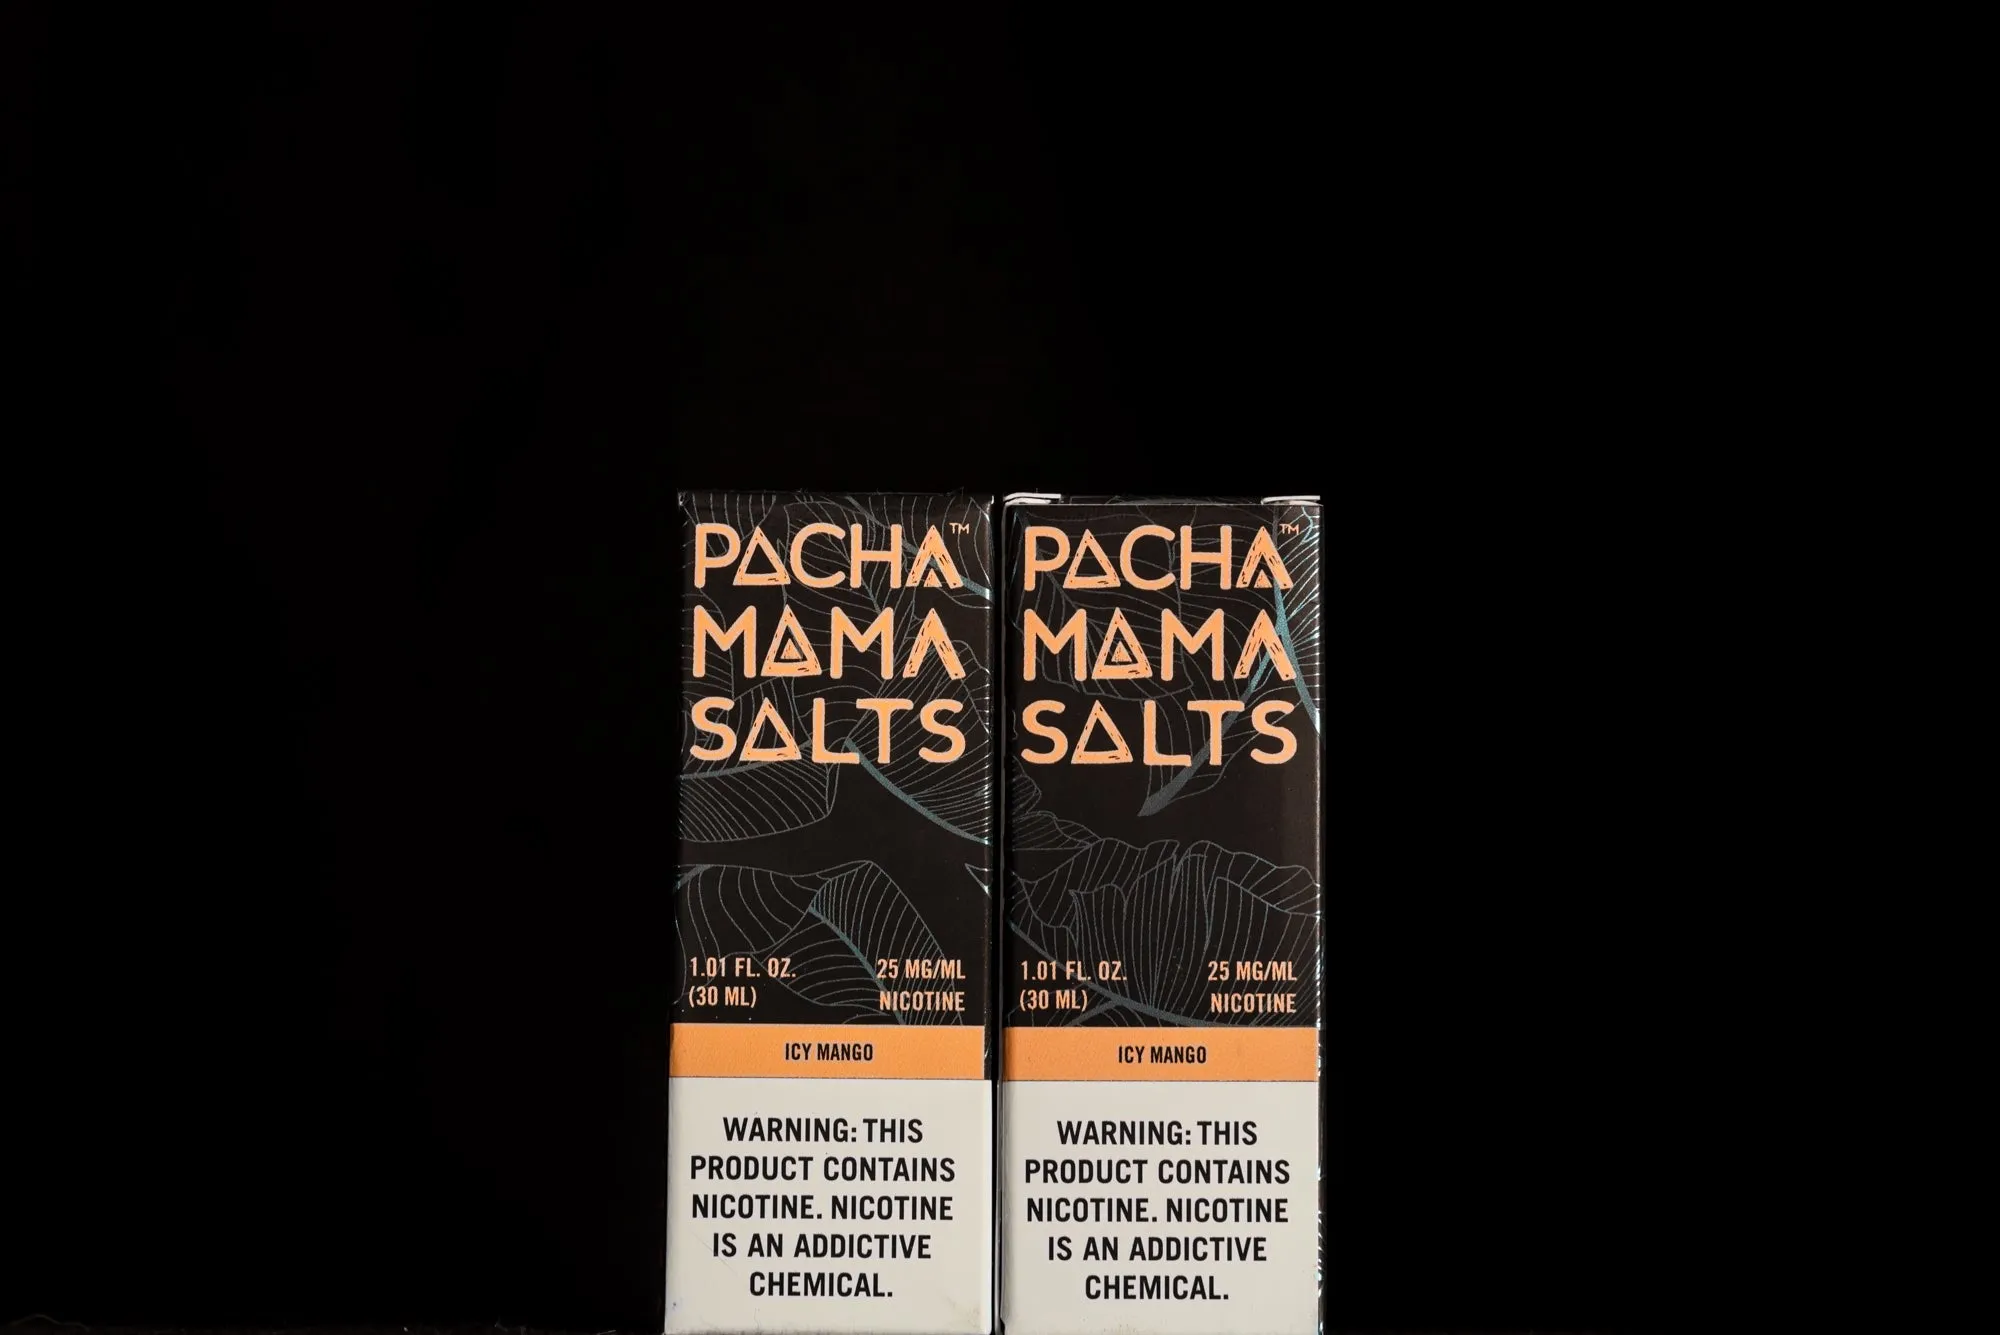 PACHA™
MAMA
SALTS
1.01 FL. OZ.
(30 ML)
25 MG/ML
NICOTINE
ICY MANGO
WARNING: THIS
PRODUCT CONTAINS
NICOTINE. NICOTINE
IS AN ADDICTIVE
CHEMICAL.
PACHA™
MAMA
SALTS
1.01 FL. OZ.
(30 ML)
25 MG/ML
NICOTINE
ICY MANGO
WARNING: THIS
PRODUCT CONTAINS
NICOTINE. NICOTINE
IS AN ADDICTIVE
CHEMICAL.